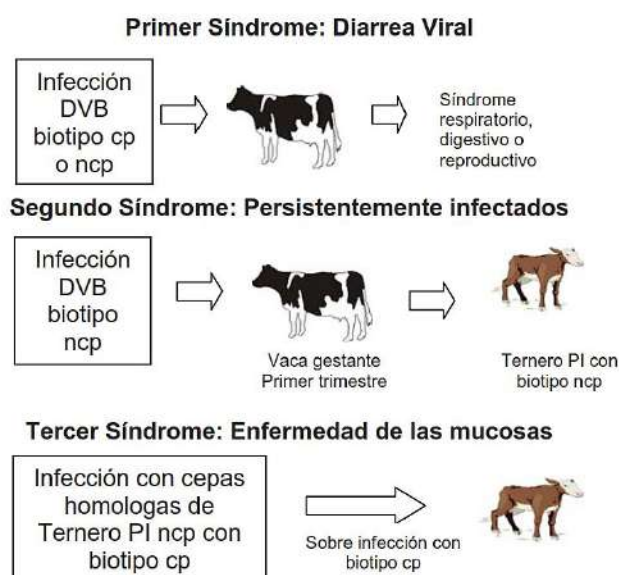 Primer Síndrome: Diarrea Viral
Infección
DVB
biotipo cp
o ncp
Síndrome
respiratorio,
digestivo o
reproductivo
Segundo Síndrome: Persistentemente infectados
Infección
DVB
biotipo
ncp
Vaca gestante
Primer trimestre
Ternero PI con
biotipo ncp
Tercer Síndrome: Enfermedad de las mucosas
Infección con cepas
homologas de
Ternero PI ncp con
biotipo cp
Sobre infección con
biotipo cp